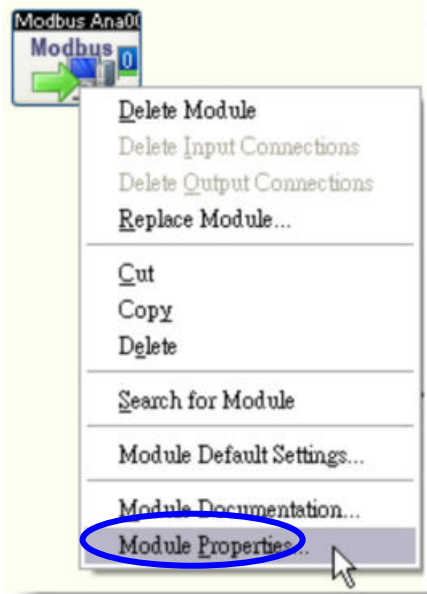 Modbus Ana00
Modbus
0
Delete Module
Delete Input Connections
Delete Output Connections
Replace Module...
Cut
Copy
Delete
Search for Module
Module Default Settings...
Module Documentation...
Module Properties...